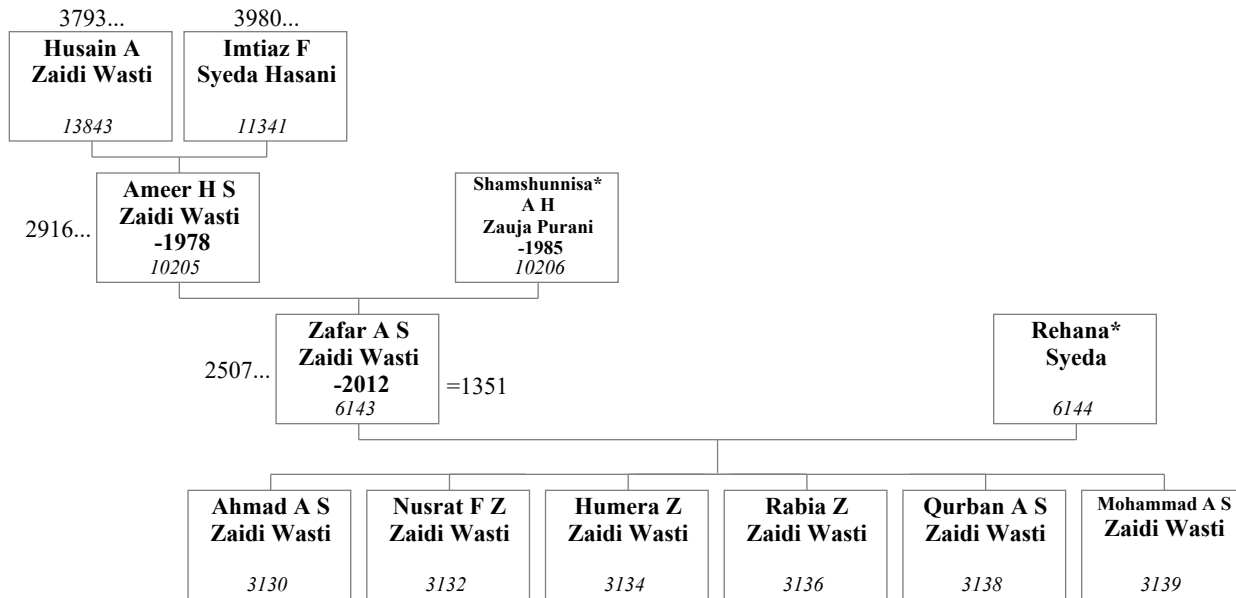 3793...
3980...
Husain A
Zaidi Wasti
13843
Imtiaz F
Syeda Hasani
11341
2916...
Ameer H S
Zaidi Wasti
-1978
10205
Shamshunnisa*
A H
Zauja Purani
-1985
10206
2507...
Zafar A S
Zaidi Wasti
-2012
6143
=1351
Rehana*
Syeda
6144
Ahmad A S
Zaidi Wasti
3130
Nusrat F Z
Zaidi Wasti
3132
Humera Z
Zaidi Wasti
3134
Rabia Z
Zaidi Wasti
3136
Qurban A S
Zaidi Wasti
3138
Mohammad A S
Zaidi Wasti
3139